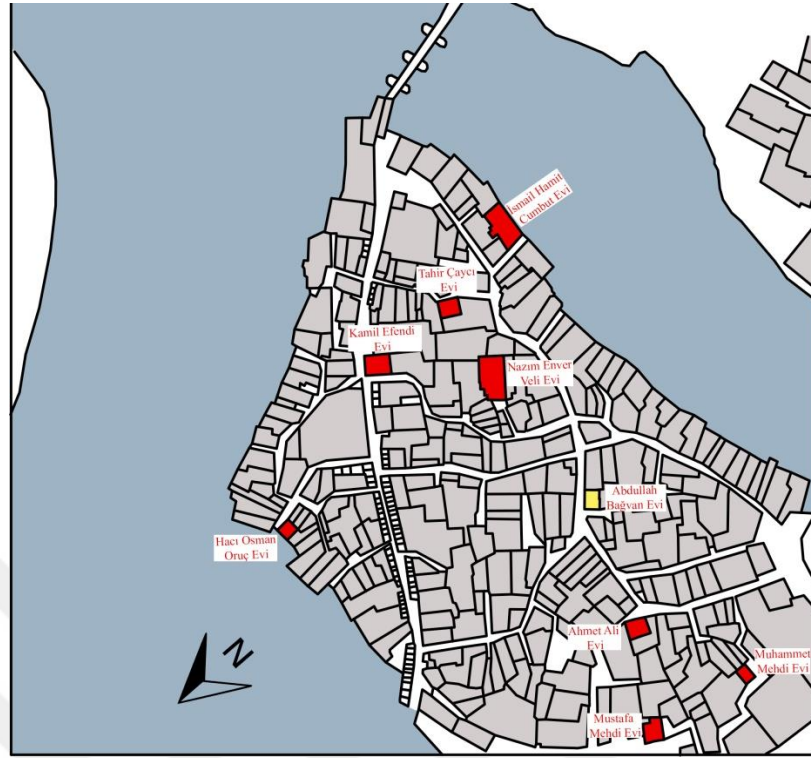 İsmail Hamit
Cumbut Evi
Tahir Çaycı
Evi
Kamil Efendi
Evi
Nazım Enver
Veli Evi
Abdullah
Bağvan Evi
Hacı Osman
Oruç Evi
Ahmet Ali
Evi
Muhammet
Mehdi Evi
Mustafa
Mehdi Evi
N